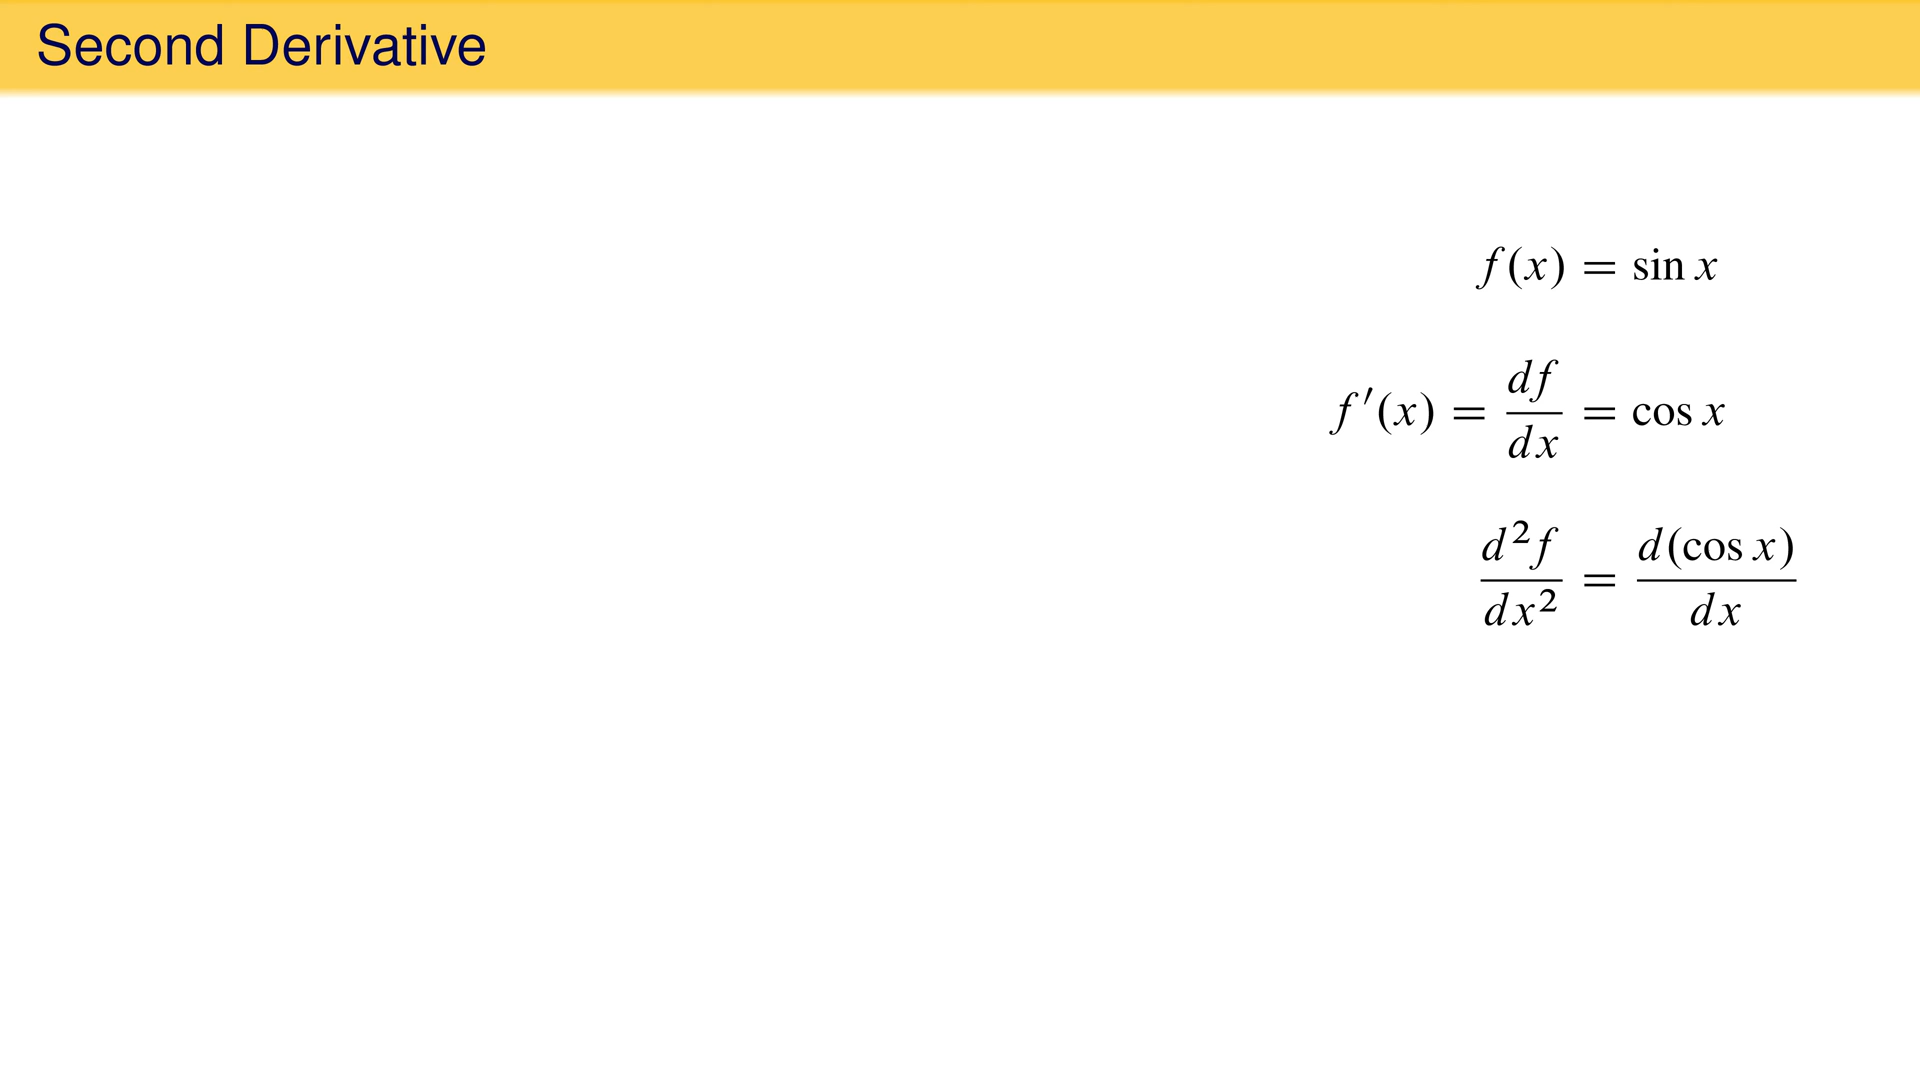 Second Derivative
f(x) = sin x
f′(x) = df/dx = cos x
d²f/dx² = d(cos x)/dx